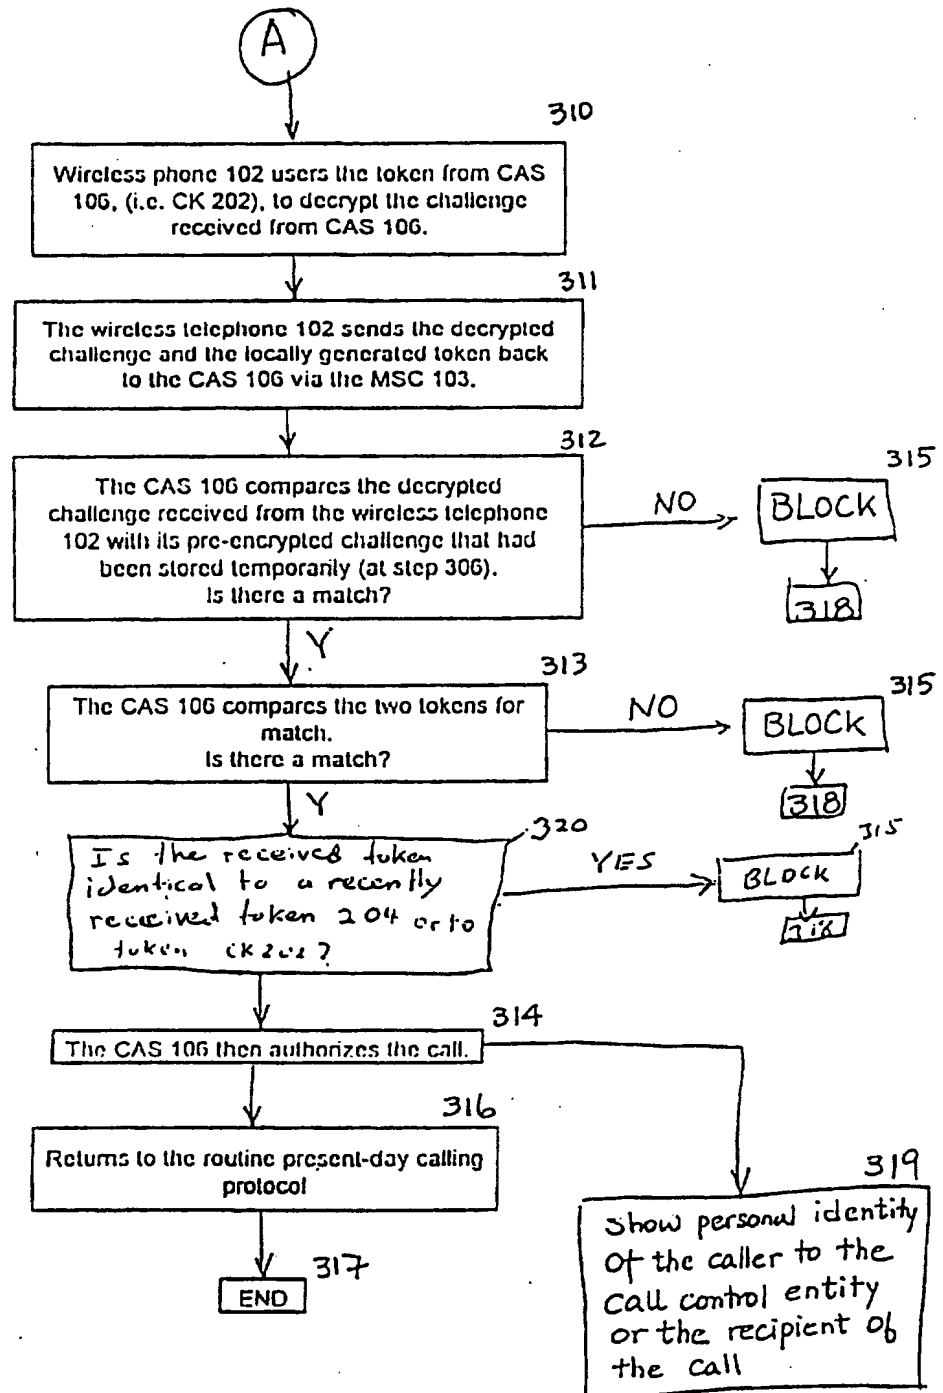 A
310
Wireless phone 102 users the token from CAS
106, (i.e. CK 202), to decrypt the challenge
received from CAS 106.
311
The wireless telephone 102 sends the decrypted
challenge and the locally generated token back
to the CAS 106 via the MSC 103.
312
The CAS 106 compares the decrypted
challenge received from the wireless telephone
102 with its pre-encrypted challenge that had
been stored temporarily (at step 306).
Is there a match?
NO
315
BLOCK
318
Y
313
The CAS 106 compares the two tokens for
match.
Is there a match?
NO
315
BLOCK
318
Y
320
Is the received token
identical to a recently
received token 204 or to
token CK 202?
YES
315
BLOCK
318
314
The CAS 106 then authorizes the call.
316
Returns to the routine present-day calling
protocol
317
END
319
Show personal identity
Of the caller to the
Call control entity
or the recipient of
the call